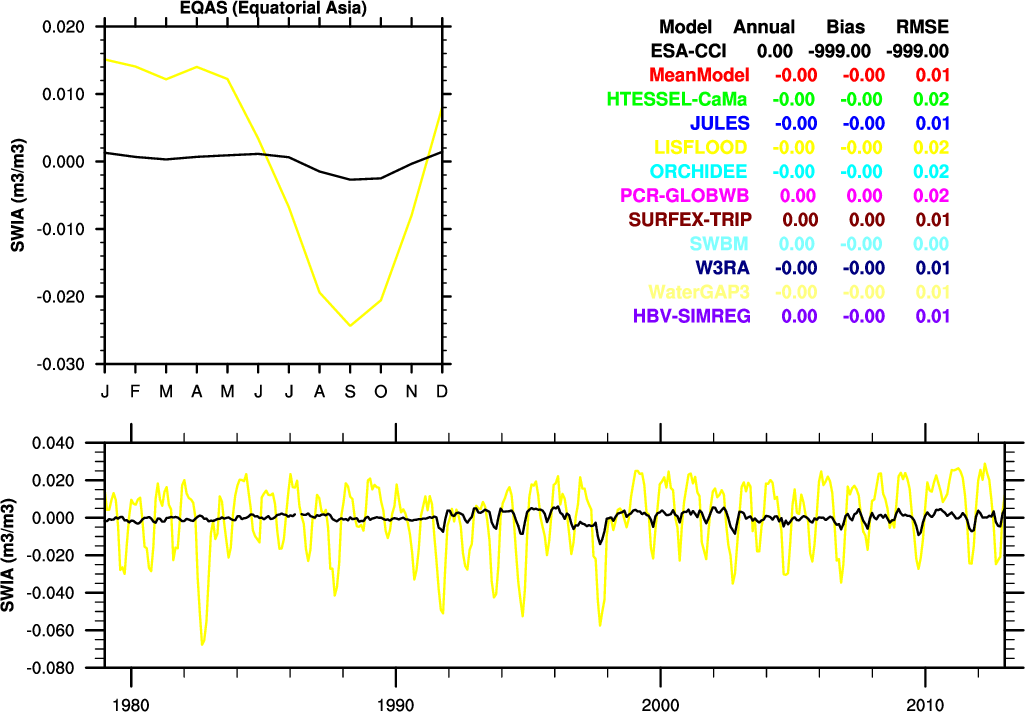 EQAS (Equatorial Asia)
0.020
0.010
0.000
-0.010
-0.020
-0.030
SWIA (m3/m3)
J F M A M J J A S O N D
Model Annual Bias RMSE
ESA-CCI 0.00 -999.00 -999.00
MeanModel -0.00 -0.00 0.01
HTESSEL-CaMa -0.00 -0.00 0.02
JULES -0.00 -0.00 0.01
LISFLOOD -0.00 -0.00 0.02
ORCHIDEE -0.00 -0.00 0.02
PCR-GLOBWB 0.00 0.00 0.02
SURFEX-TRIP 0.00 0.00 0.01
SWBM 0.00 -0.00 0.00
W3RA -0.00 -0.00 0.01
WaterGAP3 -0.00 -0.00 0.01
HBV-SIMREG 0.00 -0.00 0.01
0.040
0.020
0.000
-0.020
-0.040
-0.060
-0.080
SWIA (m3/m3)
1980 1990 2000 2010